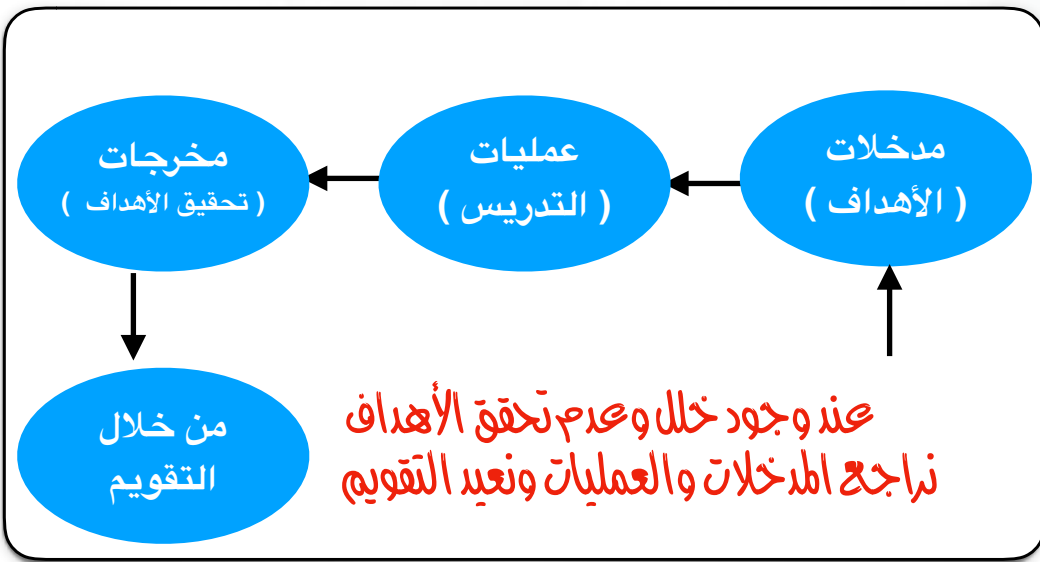 مدخلات
( الأهداف )
عمليات
( التدريس )
مخرجات
( تحقيق الأهداف )
من خلال
التقويم
عند وجود خلل وعدم تحقق الأهداف
نراجع المدخلات والعمليات ونعيد التقويم